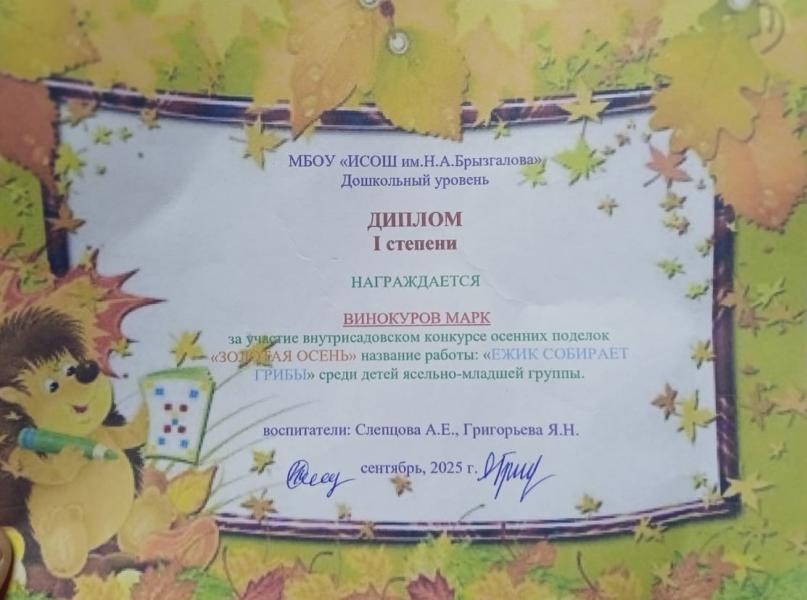 МБОУ «ИСОШ им.Н.А.Брызгалова»
Дошкольный уровень
ДИПЛОМ
I степени
НАГРАЖДАЕТСЯ
ВИНОКУРОВ МАРК
за участие внутрисадовском конкурсе осенних поделок
«ЗОЛОТАЯ ОСЕНЬ» название работы: «ЕЖИК СОБИРАЕТ
ГРИБЫ» среди детей ясельно-младшей группы.
воспитатели: Слепцова А.Е., Григорьева Я.Н.
сентябрь, 2025 г.